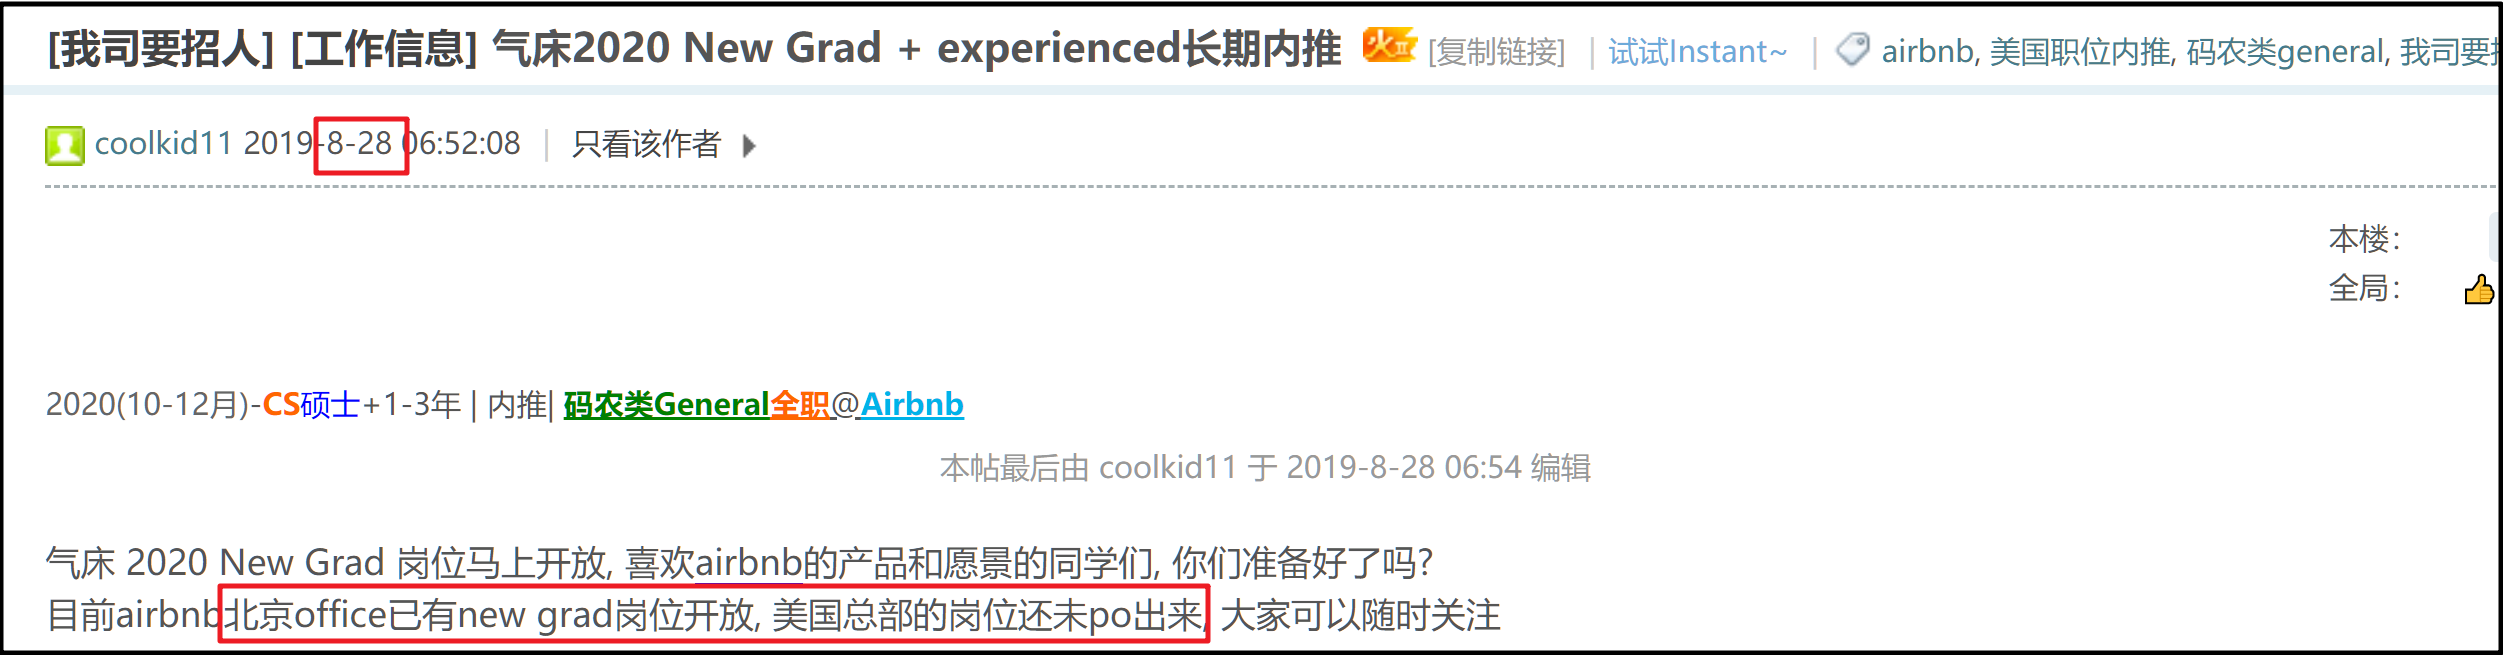 [我司要招人] [工作信息] 气床2020 New Grad + experienced长期内推 火II [复制链接] | 试试Instant~ | airbnb, 美国职位内推, 码农类general, 我司要
coolkid11 2019-8-28 06:52:08 | 只看该作者
本楼：
全局：
2020(10-12月)-CS硕士+1-3年 | 内推| 码农类General全职@Airbnb
本帖最后由 coolkid11 于 2019-8-28 06:54 编辑
气床 2020 New Grad 岗位马上开放, 喜欢airbnb的产品和愿景的同学们, 你们准备好了吗?
目前airbnb北京office已有new grad岗位开放, 美国总部的岗位还未po出来, 大家可以随时关注